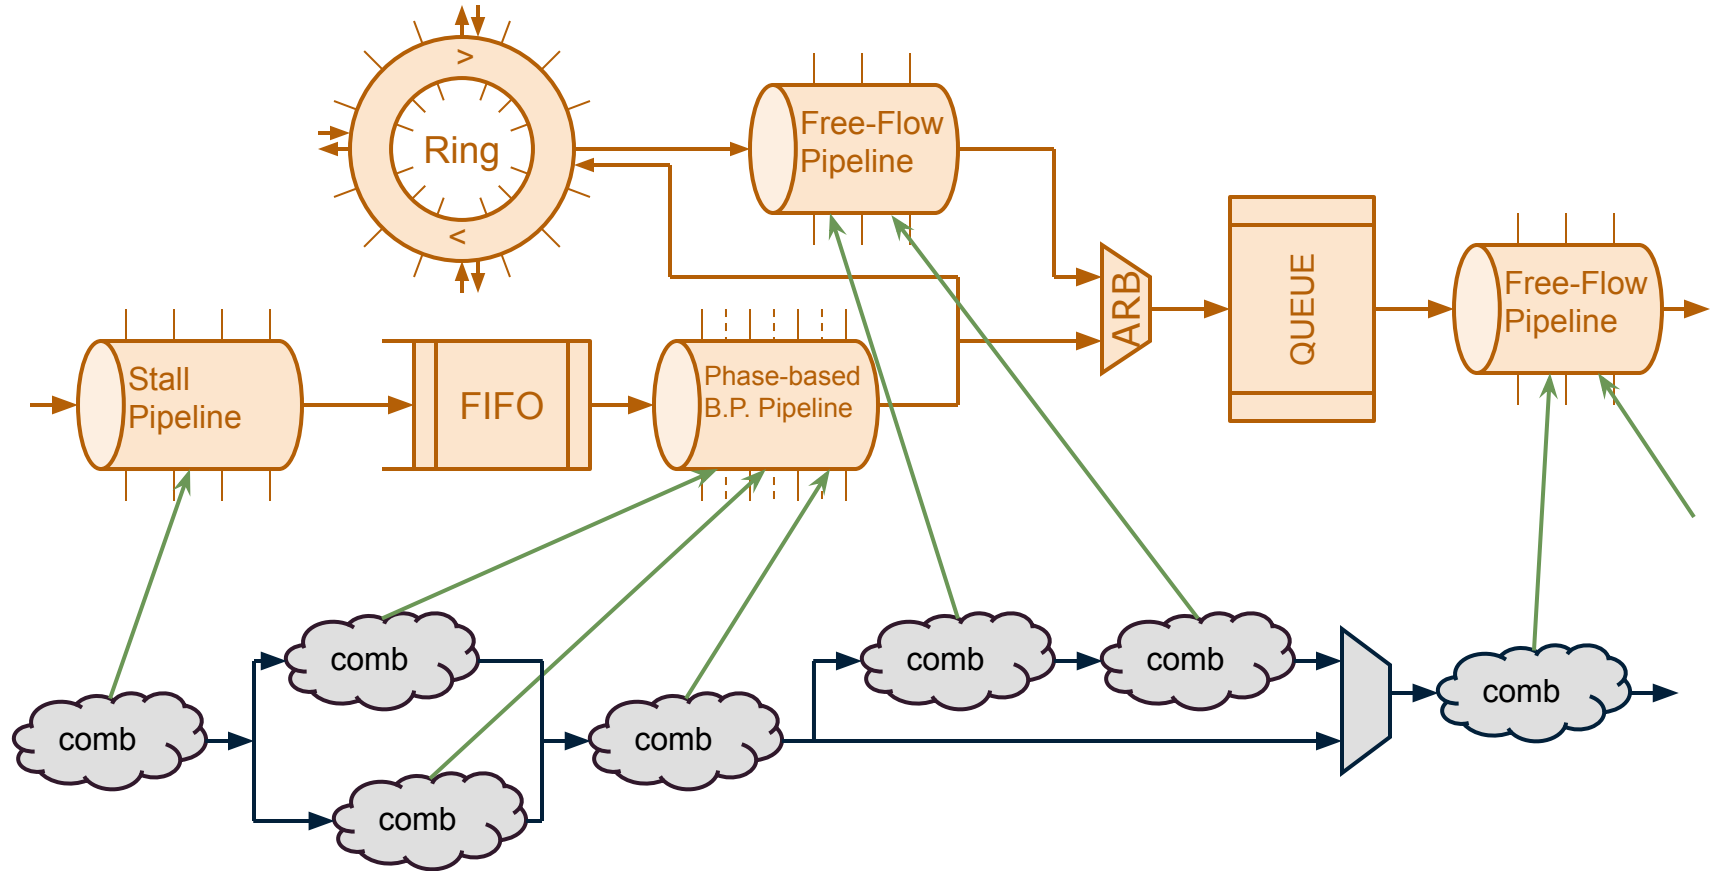 >
Ring
<
Free-Flow
Pipeline
ARB
QUEUE
Free-Flow
Pipeline
Stall
Pipeline
FIFO
Phase-based
B.P. Pipeline
comb
comb
comb
comb
comb
comb
comb